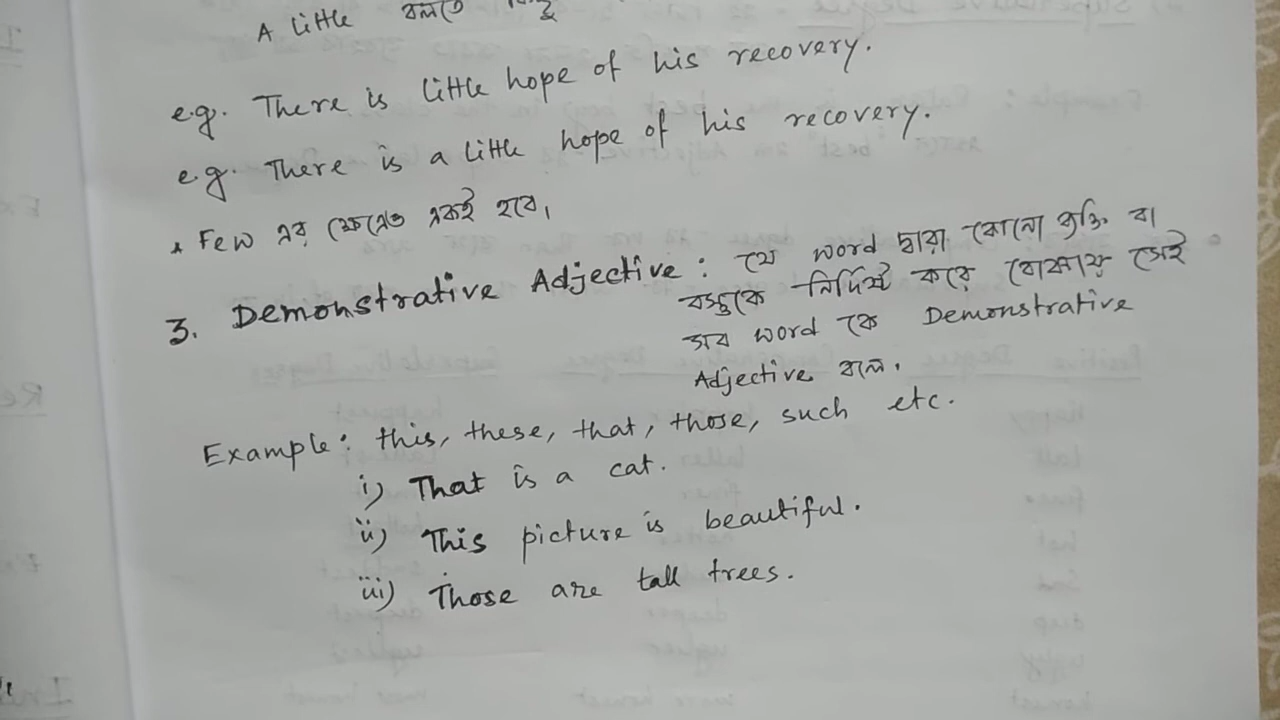 A little বলতে কিছু
e.g. There is little hope of his recovery.
e.g. There is a little hope of his recovery.
* Few এর ক্ষেত্রেও একই হবে।
3. Demonstrative Adjective : যে word দ্বারা কোনো ব্যক্তি বা
বস্তুকে নির্দিষ্ট করে বোঝায় সেই
সব word কে Demonstrative
Adjective বলে।
Example: this, these, that, those, such etc.
i) That is a cat.
ii) This picture is beautiful.
iii) Those are tall trees.